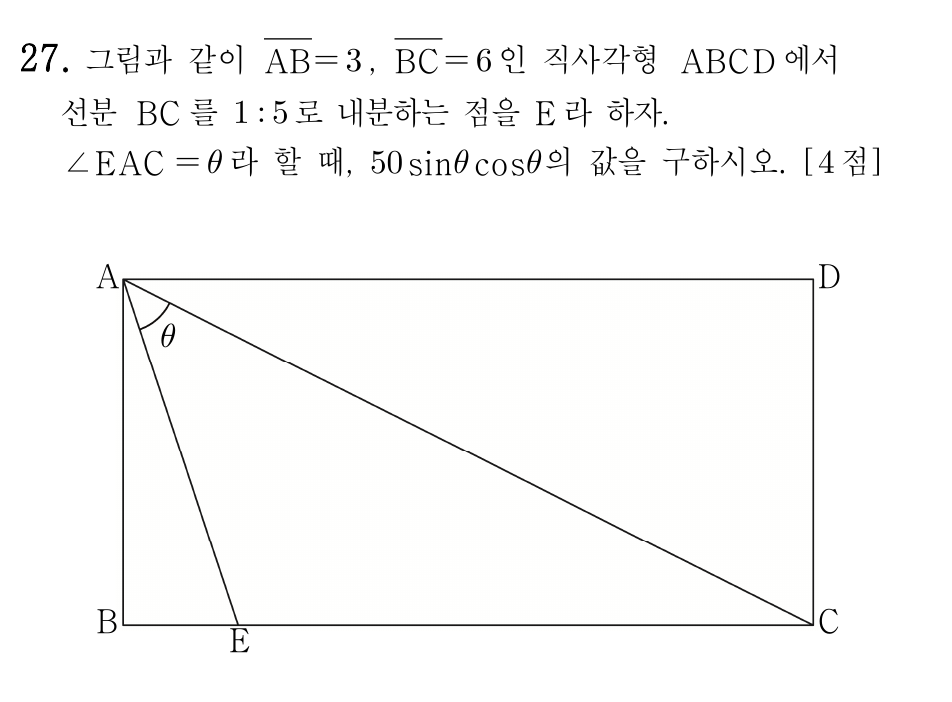 27. 그림과 같이 $\overline{AB}=3$, $\overline{BC}=6$인 직사각형 ABCD에서
선분 BC를 1:5로 내분하는 점을 E라 하자.
∠EAC=θ라 할 때, 50sinθcosθ의 값을 구하시오. [4점]
A
D
θ
B
C
E